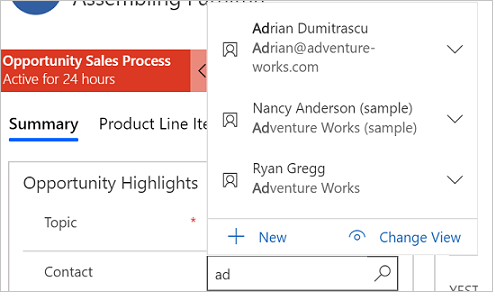 Opportunity Sales Process
Active for 24 hours
Summary Product Line Ite
Opportunity Highlights
Topic *
Contact
Adrian Dumitrascu
Adrian@adventure-
works.com
Nancy Anderson (sample)
Adventure Works (sample)
Ryan Gregg
Adventure Works
+ New Change View
ad